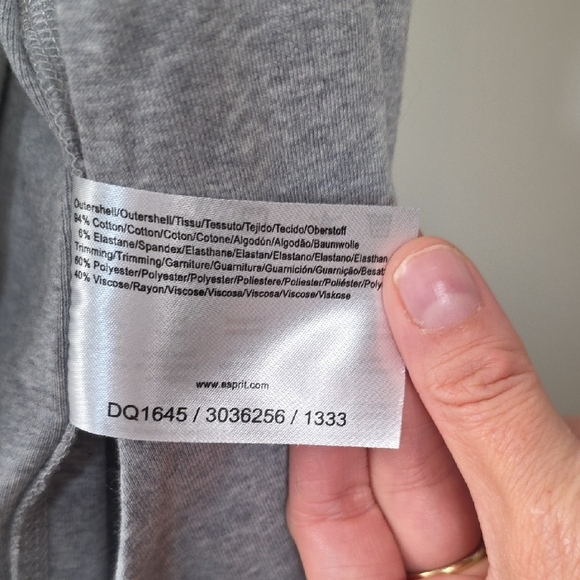 Outershell/Outershell/Tissu/Tessuto/Tejido/Tecido/Oberstoff
94% Cotton/Cotton/Coton/Cotone/Algodón/Algodão/Baumwolle
6% Elastane/Spandex/Elasthane/Elastan/Elastano/Elastano/Elasthan
Trimming/Trimming/Garniture/Guarnitura/Guarnición/Guarnição/Besatz
60% Polyester/Polyester/Polyester/Poliestere/Poliester/Poliéster/Poly
40% Viscose/Rayon/Viscose/Viscosa/Viscosa/Viscose/Viskose
www.esprit.com
DQ1645 / 3036256 / 1333